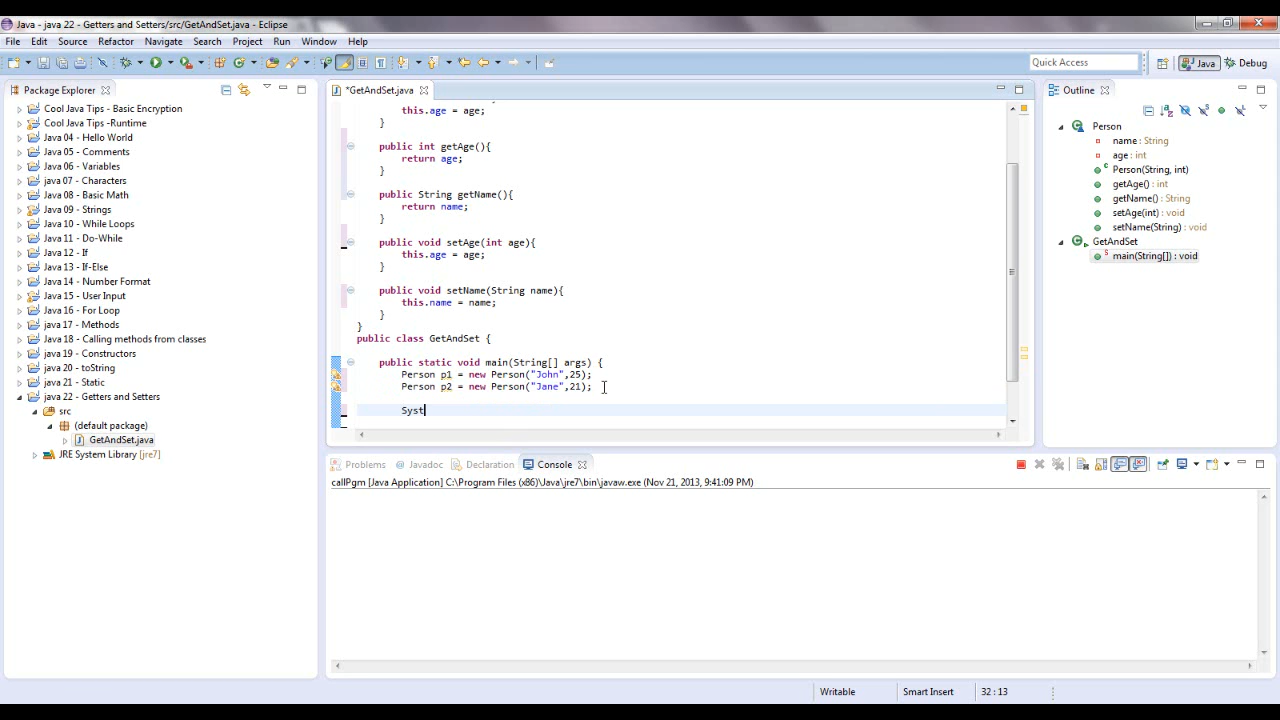 Java - java 22 - Getters and Setters/src/GetAndSet.java - Eclipse
File Edit Source Refactor Navigate Search Project Run Window Help
Quick Access
Java
Debug
Package Explorer
Cool Java Tips - Basic Encryption
Cool Java Tips -Runtime
Java 04 - Hello World
Java 05 - Comments
Java 06 - Variables
java 07 - Characters
Java 08 - Basic Math
Java 09 - Strings
Java 10 - While Loops
Java 11 - Do-While
Java 12 - If
Java 13 - If-Else
Java 14 - Number Format
Java 15 - User Input
Java 16 - For Loop
java 17 - Methods
Java 18 - Calling methods from classes
java 19 - Constructors
java 20 - toString
java 21 - Static
java 22 - Getters and Setters
src
(default package)
GetAndSet.java
JRE System Library [jre7]
*GetAndSet.java
this.age = age;
}
public int getAge(){
return age;
}
public String getName(){
return name;
}
public void setAge(int age){
this.age = age;
}
public void setName(String name){
this.name = name;
}
}
public class GetAndSet {
public static void main(String[] args) {
Person p1 = new Person("John",25);
Person p2 = new Person("Jane",21);
Syst
Outline
Person
name : String
age : int
Person(String, int)
getAge() : int
getName() : String
setAge(int) : void
setName(String) : void
GetAndSet
main(String[]) : void
Problems Javadoc Declaration Console
callPgm [Java Application] C:\Program Files (x86)\Java\jre7\bin\javaw.exe (Nov 21, 2013, 9:41:09 PM)
Writable
Smart Insert
32 : 13